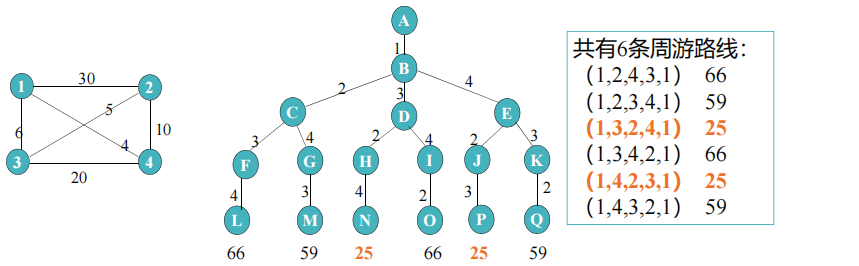 A
1
B
2
3
4
C
D
E
3
4
2
4
2
3
F
G
H
I
J
K
4
3
4
2
3
2
L
M
N
O
P
Q
66
59
25
66
25
59
1
30
2
5
6
10
4
3
20
4
共有6条周游路线：
（1,2,4,3,1） 66
（1,2,3,4,1） 59
（1,3,2,4,1） 25
（1,3,4,2,1） 66
（1,4,2,3,1） 25
（1,4,3,2,1） 59